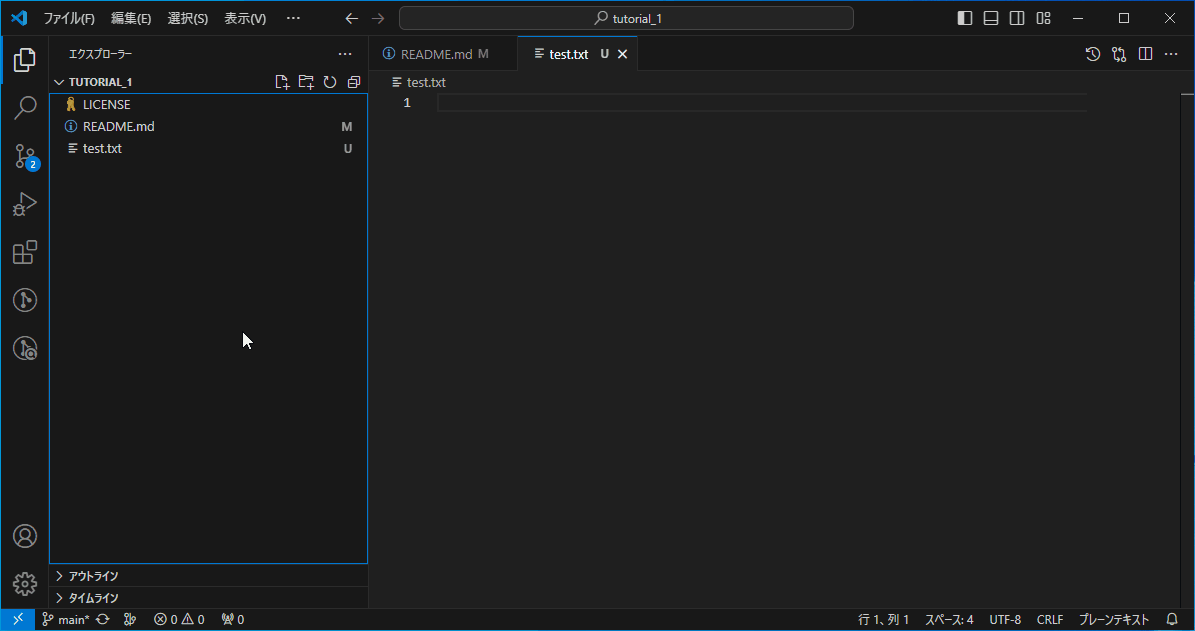 ファイル(F) 編集(E) 選択(S) 表示(V) ··· tutorial_1
エクスプローラー ··· README.md M test.txt U
TUTORIAL_1 test.txt
LICENSE 1
README.md M
test.txt U
2
アウトライン
タイムライン
main* 0 0 0 行 1、列 1 スペース: 4 UTF-8 CRLF プレーンテキスト